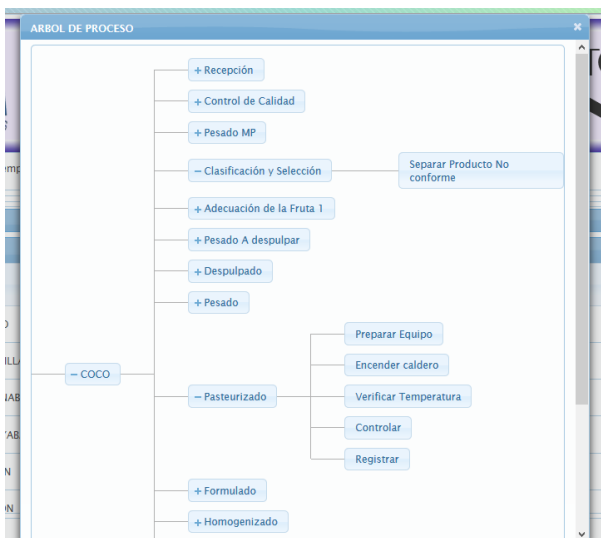 ARBOL DE PROCESO
+ Recepción
+ Control de Calidad
+ Pesado MP
− Clasificación y Selección
Separar Producto No
conforme
+ Adecuación de la Fruta 1
+ Pesado A despulpar
+ Despulpado
+ Pesado
− COCO
− Pasteurizado
Preparar Equipo
Encender caldero
Verificar Temperatura
Controlar
Registrar
+ Formulado
+ Homogenizado